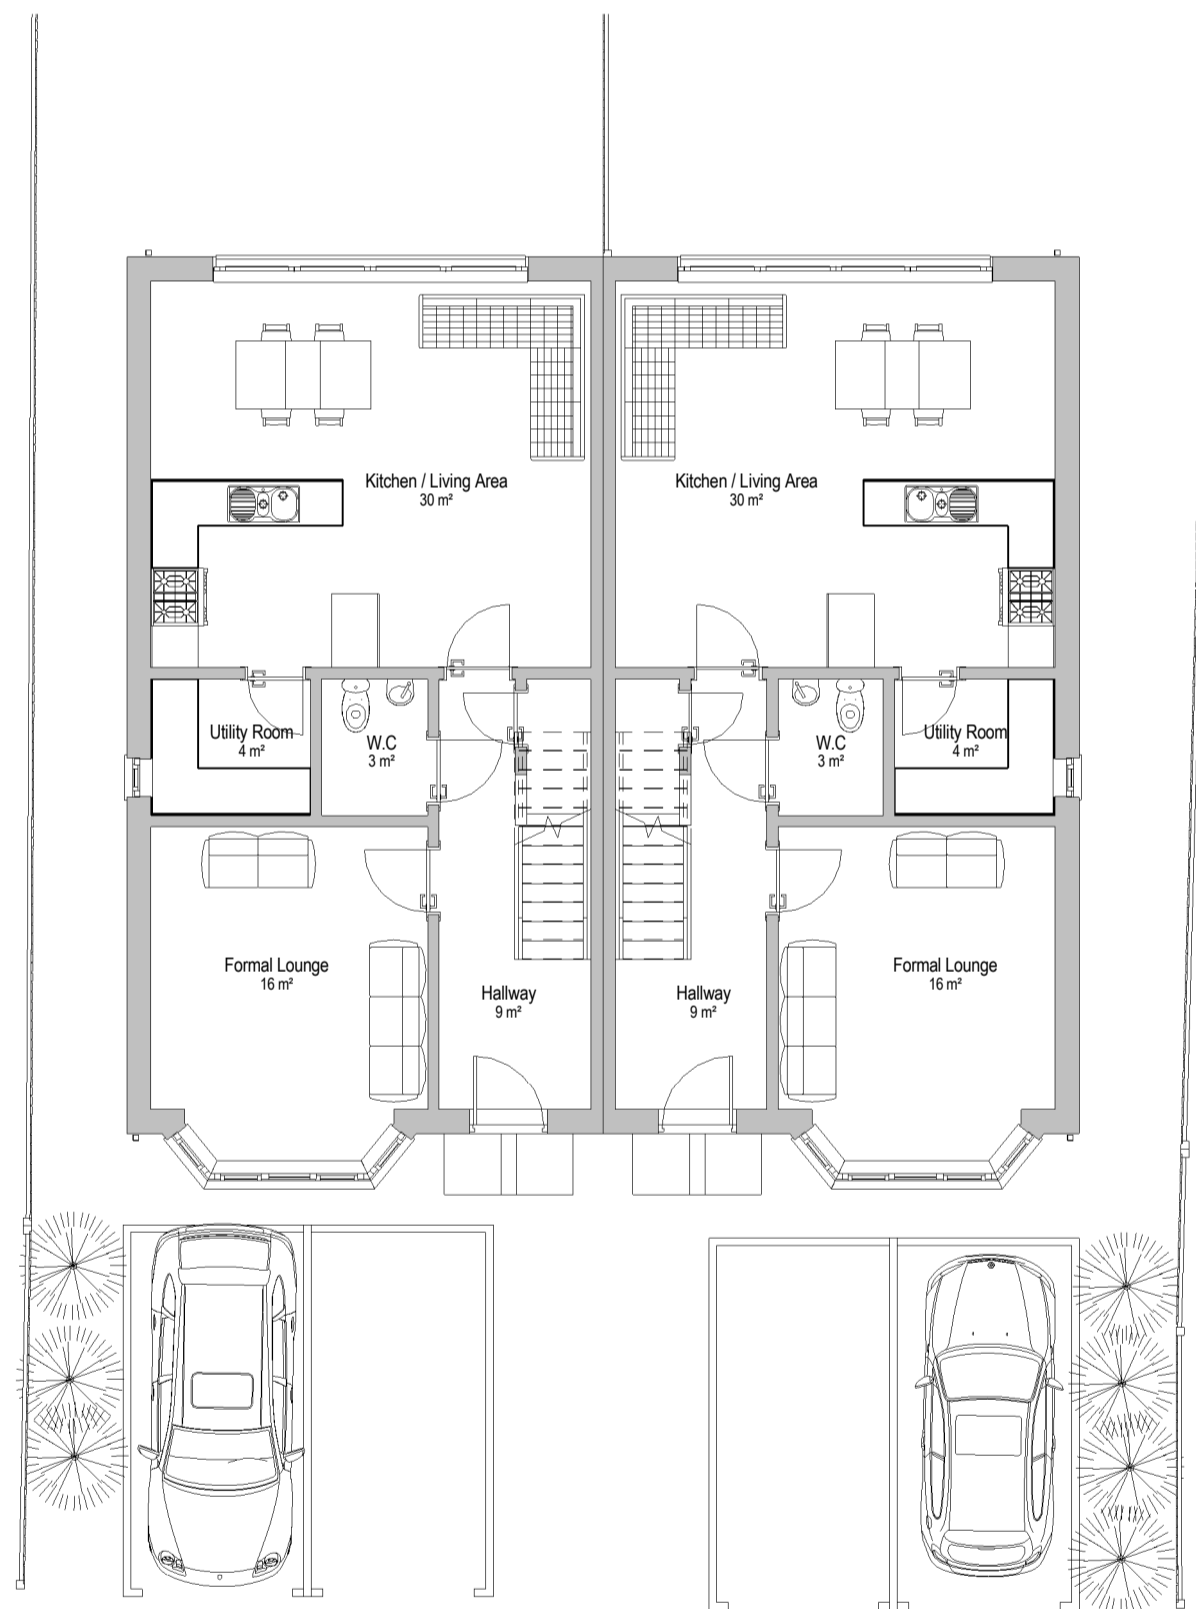 Kitchen / Living Area
30 m²
Kitchen / Living Area
30 m²
Utility Room
4 m²
W.C
3 m²
W.C
3 m²
Utility Room
4 m²
Formal Lounge
16 m²
Hallway
9 m²
Hallway
9 m²
Formal Lounge
16 m²